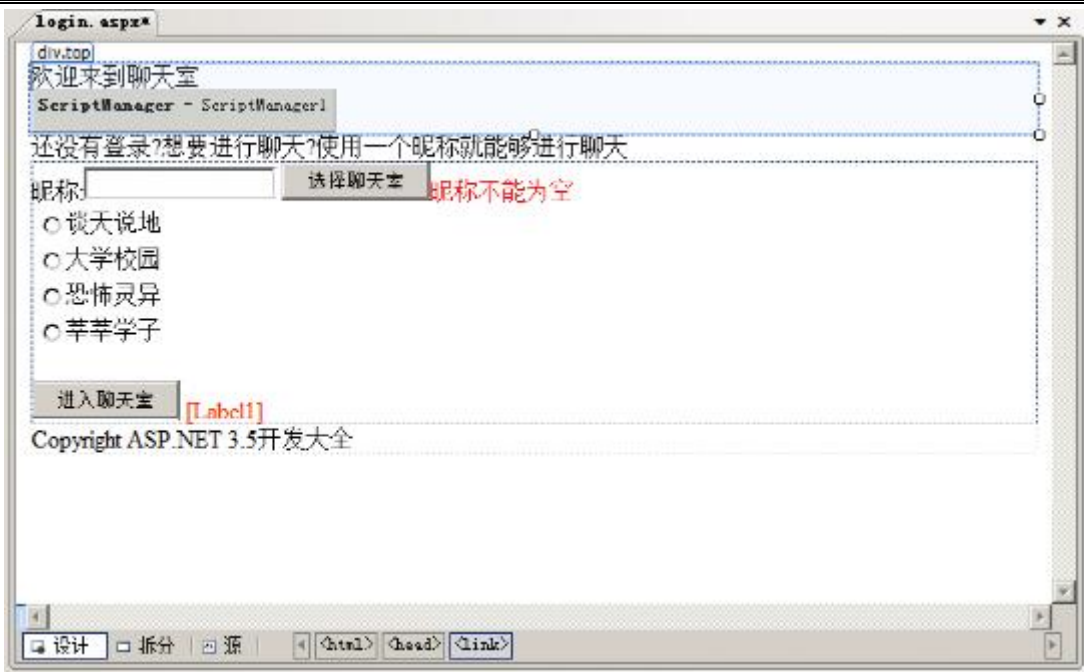 login.aspx*
div.top
欢迎来到聊天室
ScriptManager - ScriptManager1
还没有登录?想要进行聊天?使用一个昵称就能够进行聊天
昵称: 选择聊天室 昵称不能为空
谈天说地
大学校园
恐怖灵异
莘莘学子
进入聊天室 [Label1]
Copyright ASP.NET 3.5开发大全
设计 拆分 源 <html> <head> <link>